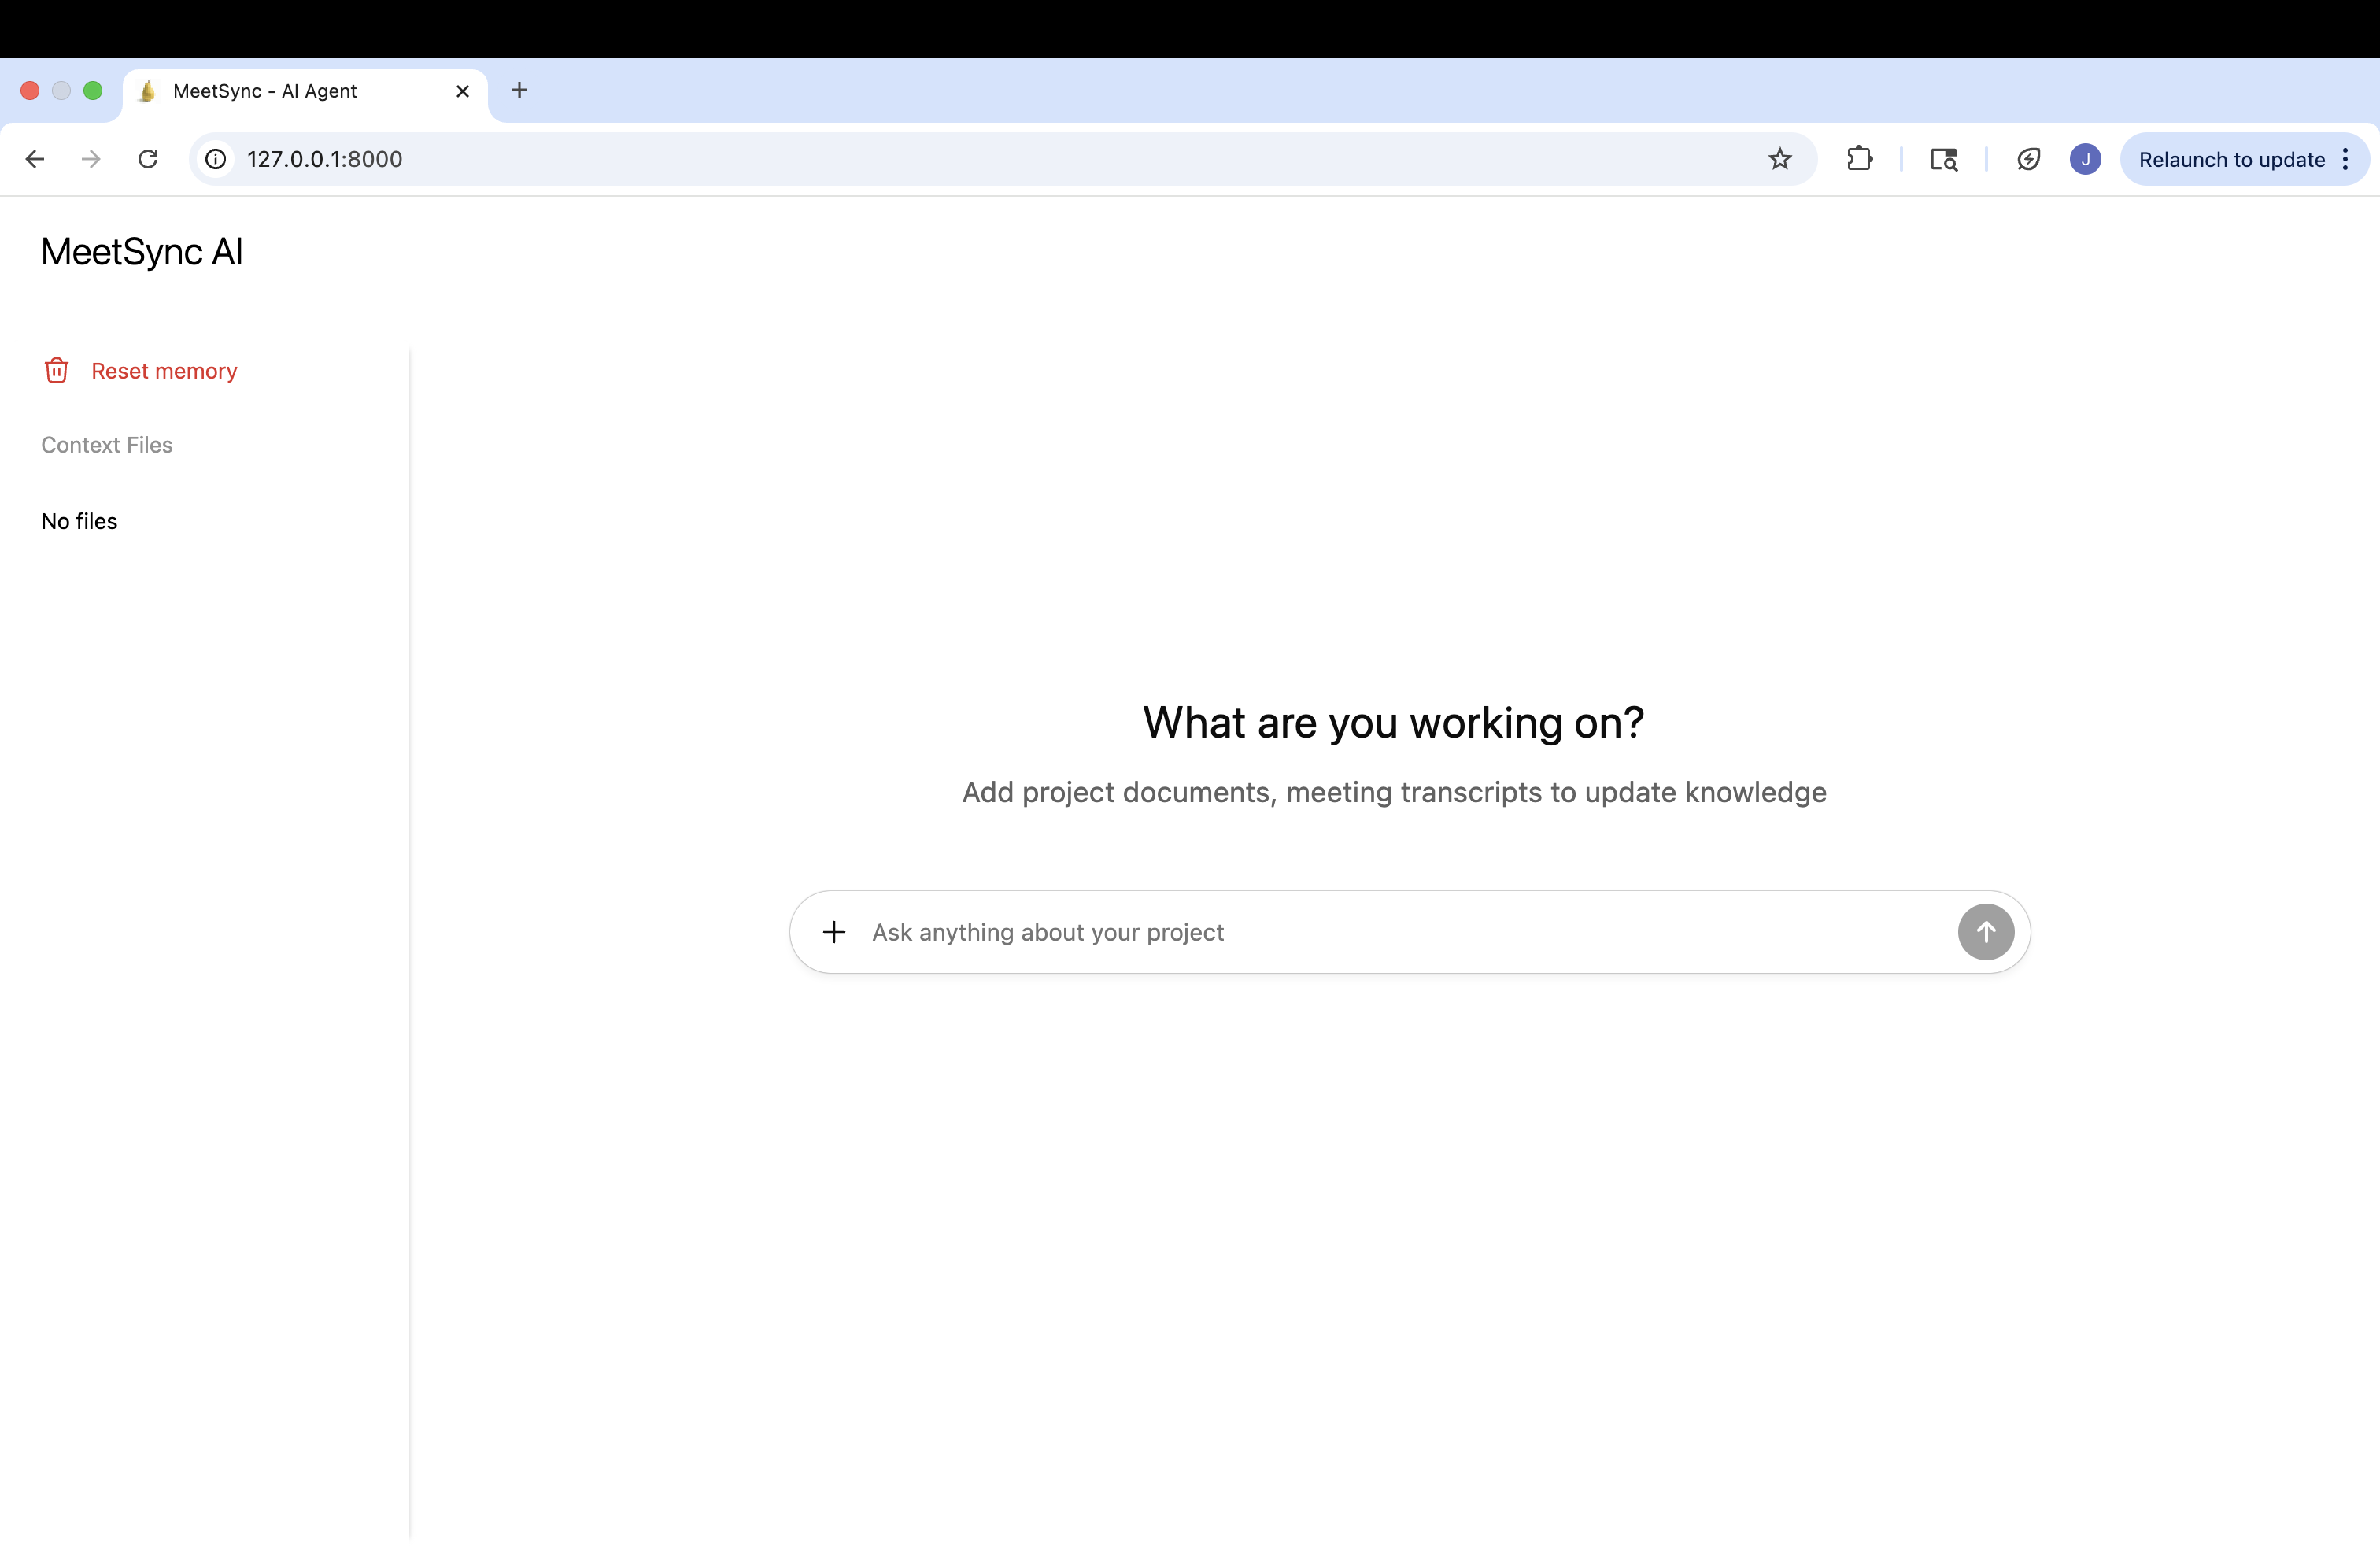 MeetSync - AI Agent
127.0.0.1:8000
J
Relaunch to update
MeetSync AI
Reset memory
Context Files
No files
What are you working on?
Add project documents, meeting transcripts to update knowledge
Ask anything about your project